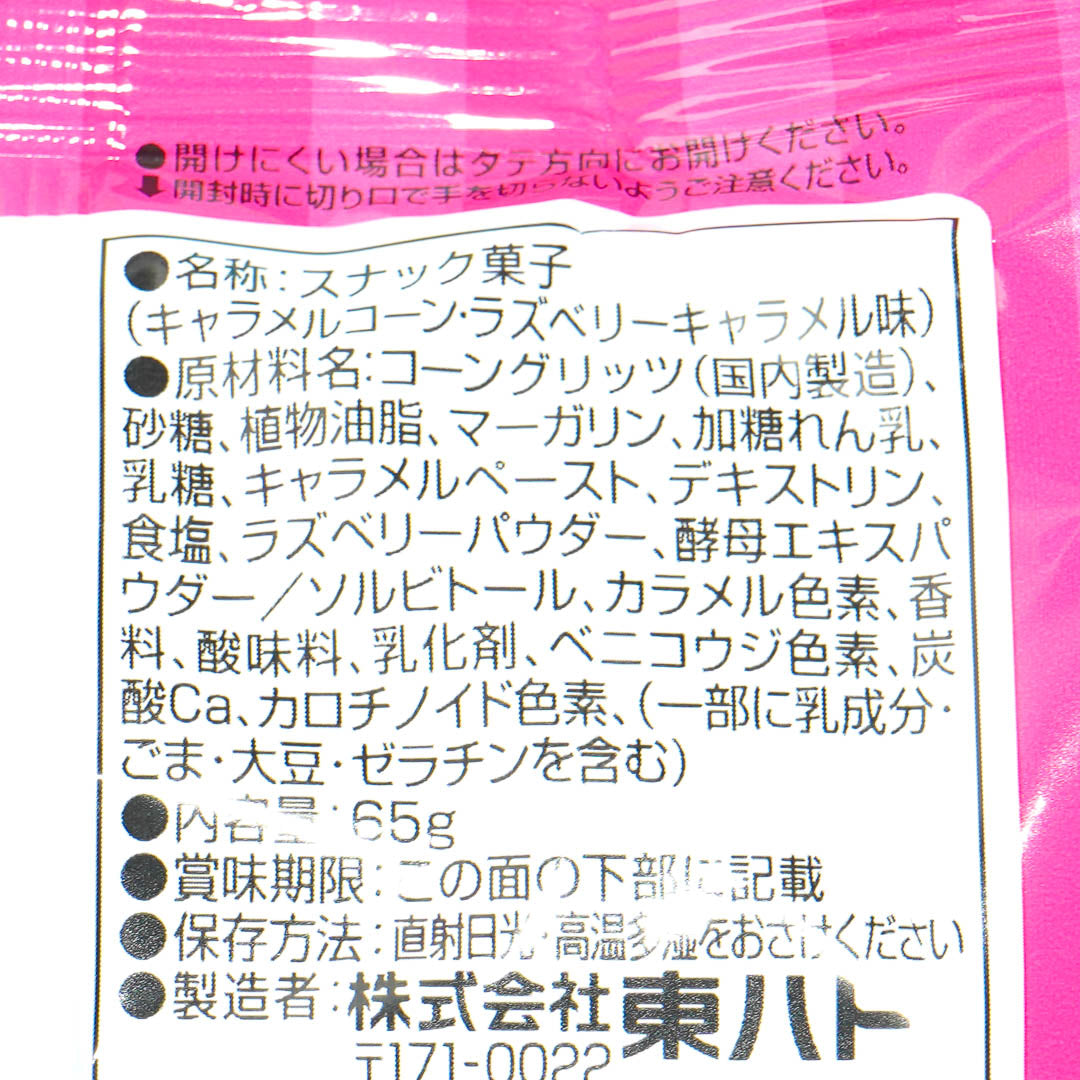 ●開けにくい場合はタテ方向にお開けください。
開封時に切り口で手を切らないようご注意ください。
●名称:スナック菓子
(キャラメルコーン・ラズベリーキャラメル味)
●原材料名:コーングリッツ(国内製造)、
砂糖、植物油脂、マーガリン、加糖れん乳、
乳糖、キャラメルペースト、デキストリン、
食塩、ラズベリーパウダー、酵母エキスパ
ウダー/ソルビトール、カラメル色素、香
料、酸味料、乳化剤、ベニコウジ色素、炭
酸Ca、カロチノイド色素、(一部に乳成分・
ごま・大豆・ゼラチンを含む)
●内容量:65g
●賞味期限:この面の下部に記載
●保存方法:直射日光・高温多湿をおさけください
●製造者:株式会社東ハト
〒171-0022